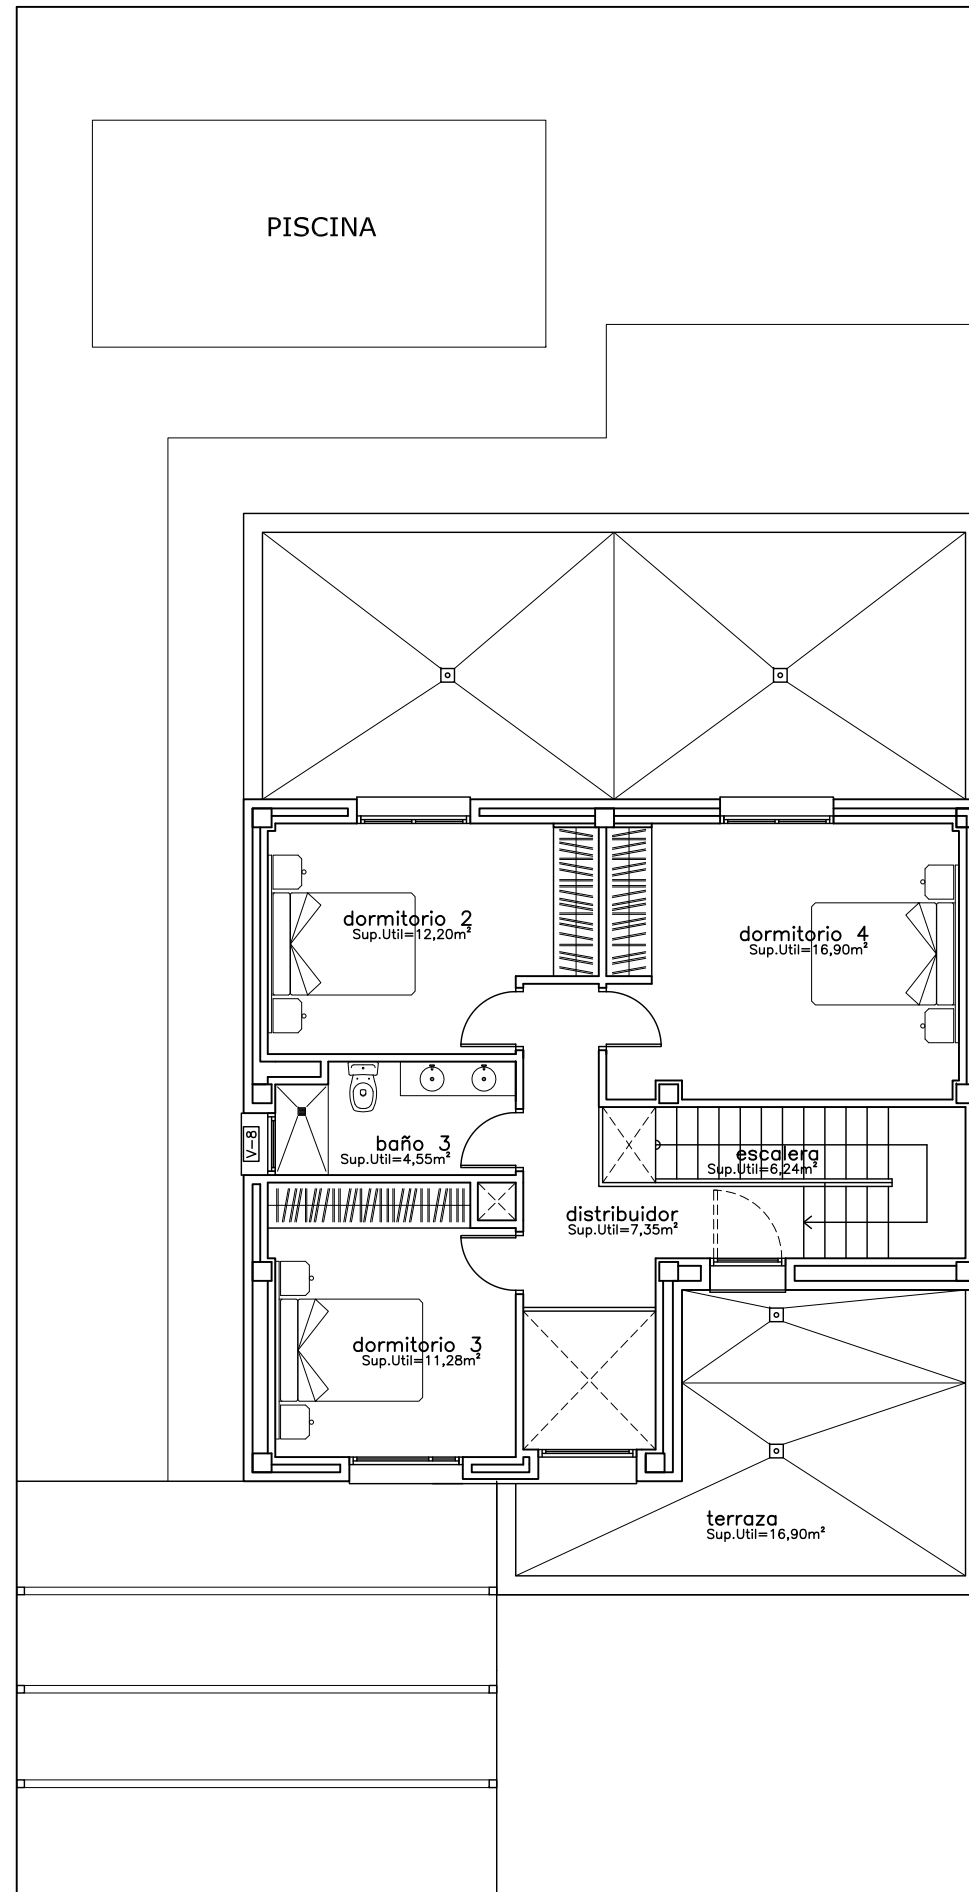 PISCINA
dormitorio 2
Sup.Util=12,20m²
dormitorio 4
Sup.Util=16,90m²
baño 3
Sup.Util=4,55m²
V-8
escalera
Sup.Util=6,24m²
distribuidor
Sup.Util=7,35m²
dormitorio 3
Sup.Util=11,28m²
terraza
Sup.Util=16,90m²